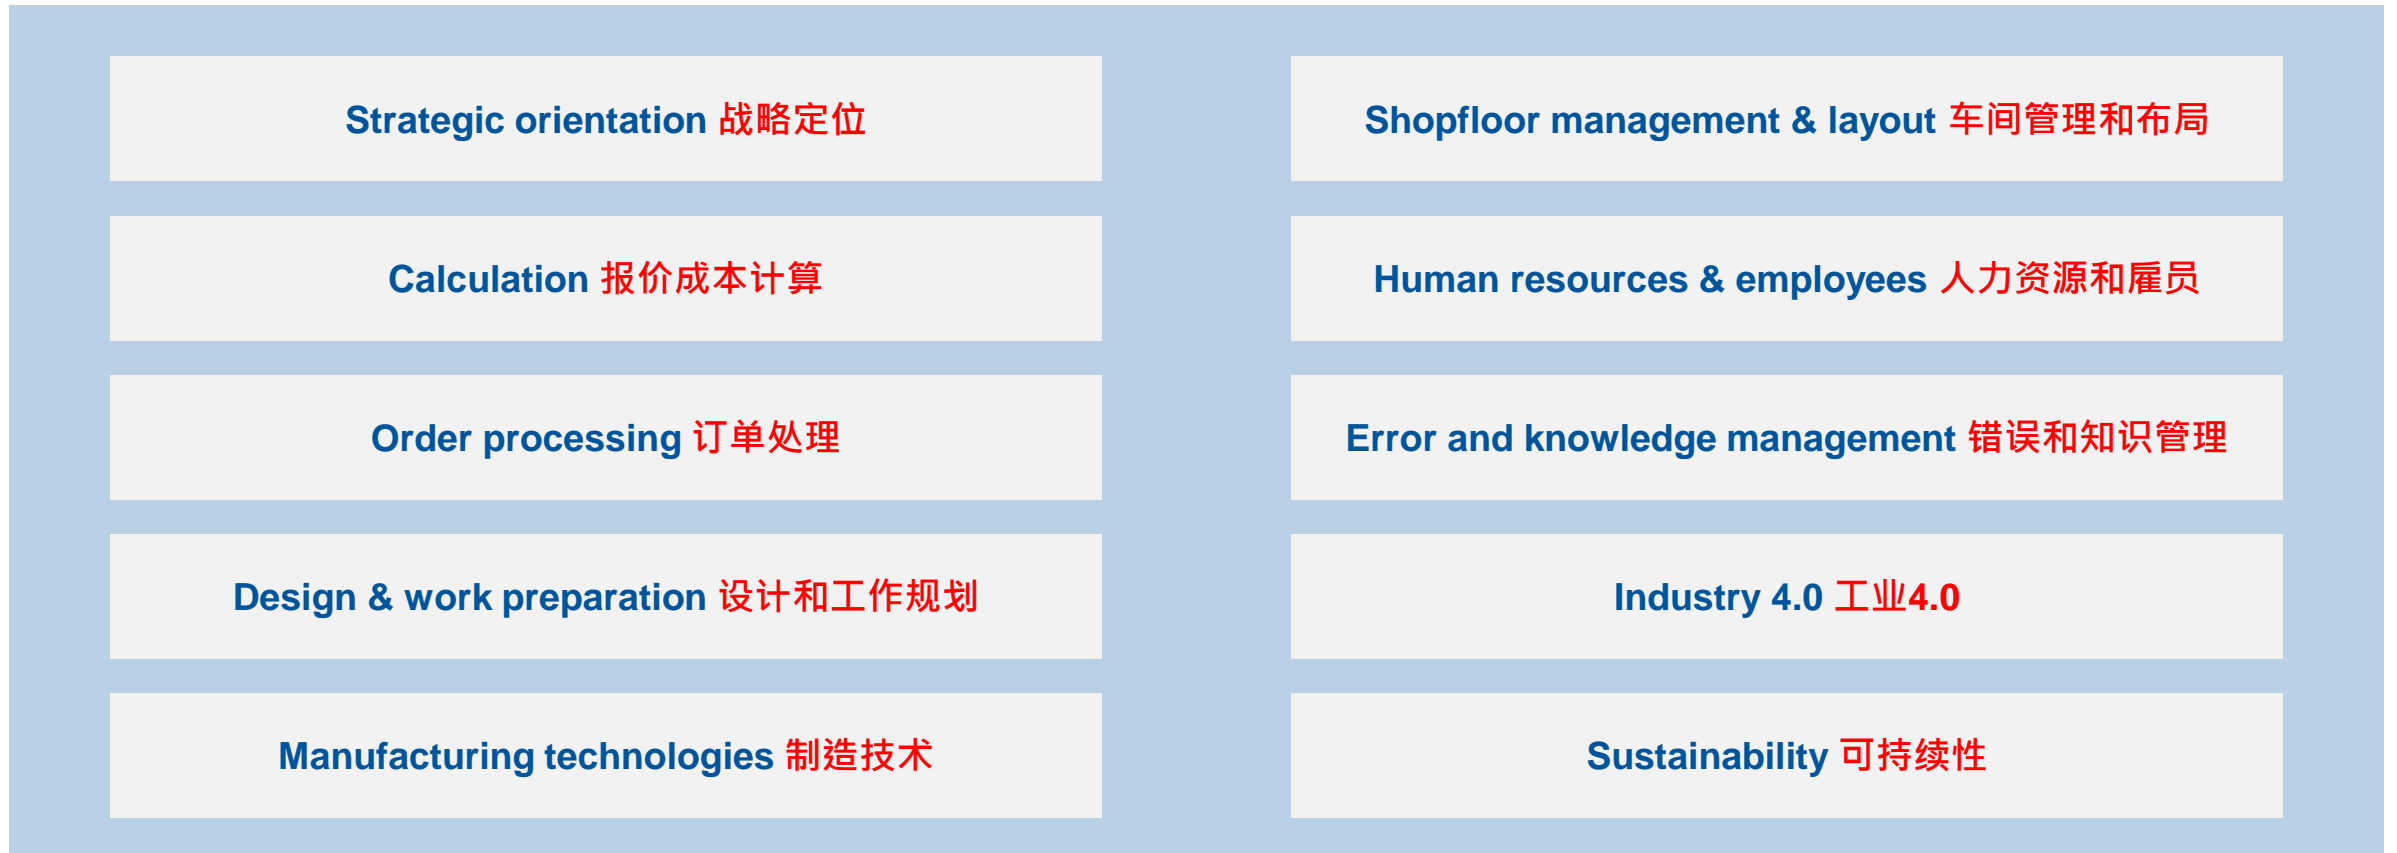 Strategic orientation 战略定位
Calculation 报价成本计算
Order processing 订单处理
Design & work preparation 设计和工作规划
Manufacturing technologies 制造技术
Shopfloor management & layout 车间管理和布局
Human resources & employees 人力资源和雇员
Error and knowledge management 错误和知识管理
Industry 4.0 工业4.0
Sustainability 可持续性